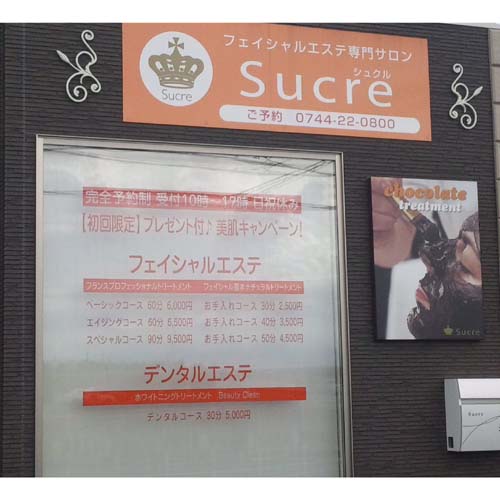 フェイシャルエステ専門サロン
シュクル
Sucre
Sucre
ご予約 0744-22-0800
完全予約制 受付10時～17時 日祝休み
【初回限定】プレゼント付♪美肌キャンペーン!
フェイシャルエステ
フランスプロフェッショナルトリートメント フェイシャル基本ナチュラルトリートメント
ベーシックコース 60分 6,000円 お手入れコース 30分 2,500円
エイジングコース 60分 6,500円 お手入れコース 40分 3,500円
スペシャルコース 90分 9,500円 お手入れコース 60分 4,500円
デンタルエステ
ホワイトニングトリートメント Beauty Clean
デンタルコース 30分 5,000円
chocolate
treatment
Sucre
Sucre